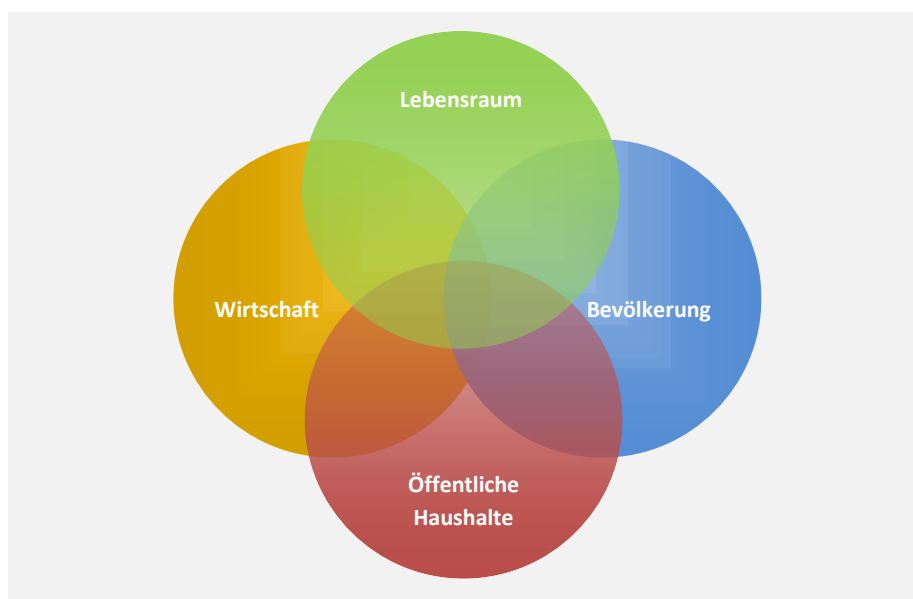 Lebensraum
Wirtschaft
Bevölkerung
Öffentliche
Haushalte